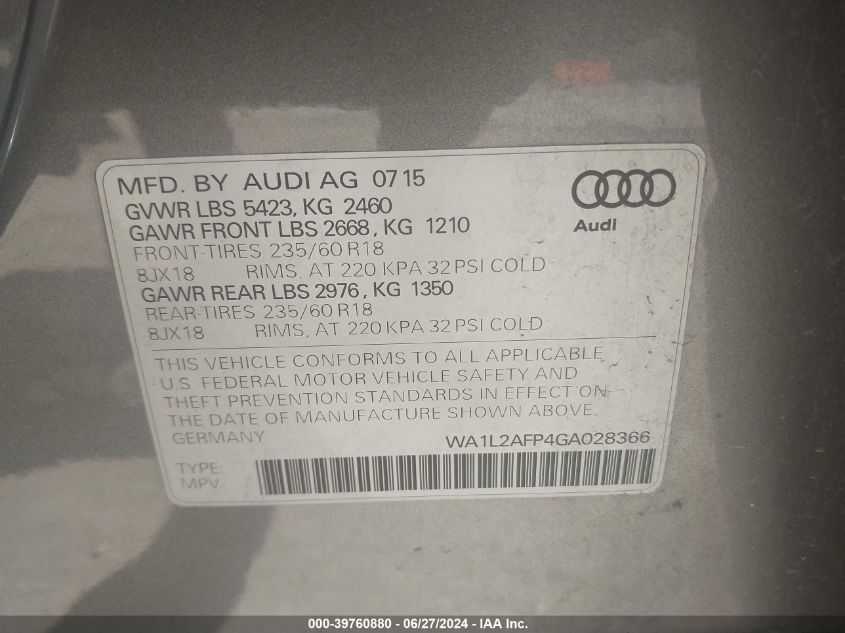 MFD. BY AUDI AG 0715
GVWR LBS 5423, KG 2460
GAWR FRONT LBS 2668, KG 1210
FRONT-TIRES 235/60 R18
8JX18 RIMS, AT 220 KPA 32 PSI COLD
GAWR REAR LBS 2976, KG 1350
REAR-TIRES 235/60 R18
8JX18 RIMS, AT 220 KPA 32 PSI COLD
Audi
THIS VEHICLE CONFORMS TO ALL APPLICABLE
U.S. FEDERAL MOTOR VEHICLE SAFETY AND
THEFT PREVENTION STANDARDS IN EFFECT ON
THE DATE OF MANUFACTURE SHOWN ABOVE.
GERMANY WA1L2AFP4GA028366
TYPE:
MPV
000-39760880 - 06/27/2024 - IAA Inc.